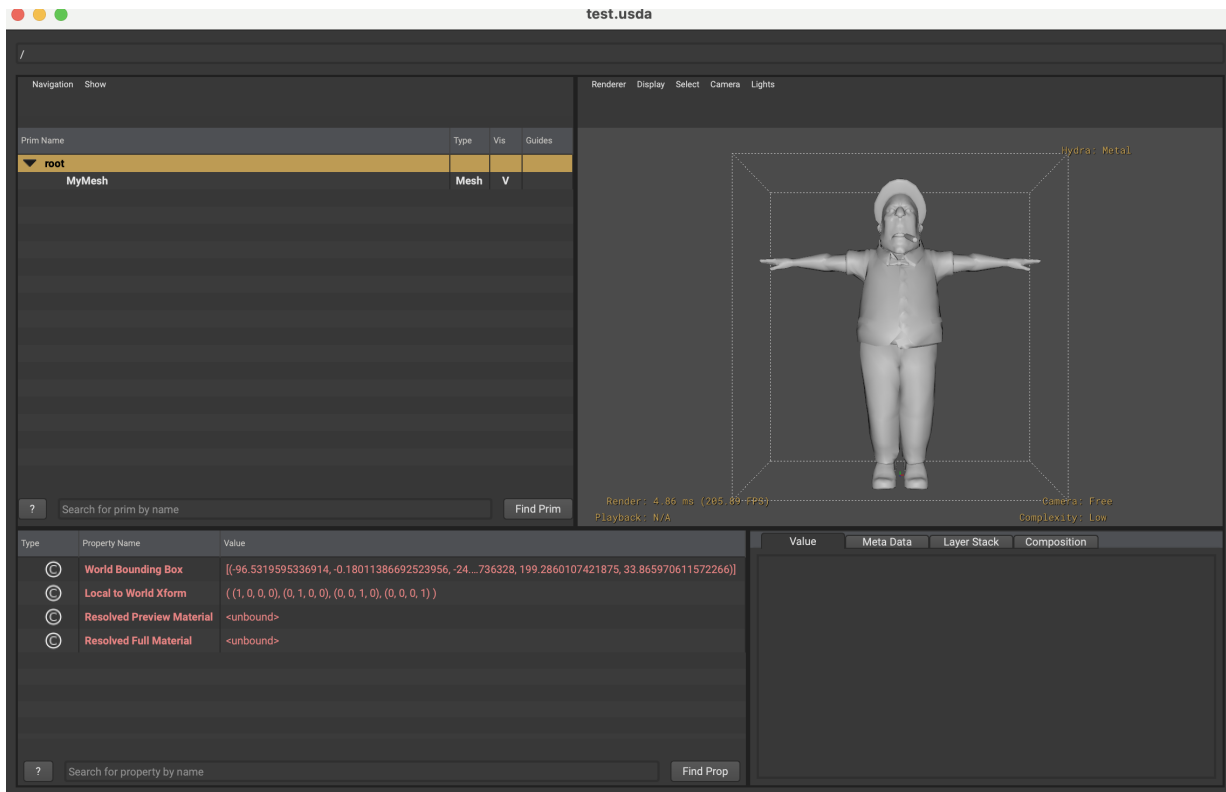 test.usda
/
Navigation Show
Renderer Display Select Camera Lights
Prim Name Type Vis Guides
root
MyMesh Mesh V
Hydra: Metal
Render: 4.86 ms (205.89 FPS)
Playback: N/A
Camera: Free
Complexity: Low
? Search for prim by name Find Prim
Type Property Name Value
C World Bounding Box [(-96.5319595336914, -0.18011386692523956, -24....736328, 199.2860107421875, 33.865970611572266)]
C Local to World Xform ( (1, 0, 0, 0), (0, 1, 0, 0), (0, 0, 1, 0), (0, 0, 0, 1) )
C Resolved Preview Material <unbound>
C Resolved Full Material <unbound>
? Search for property by name Find Prop
Value Meta Data Layer Stack Composition